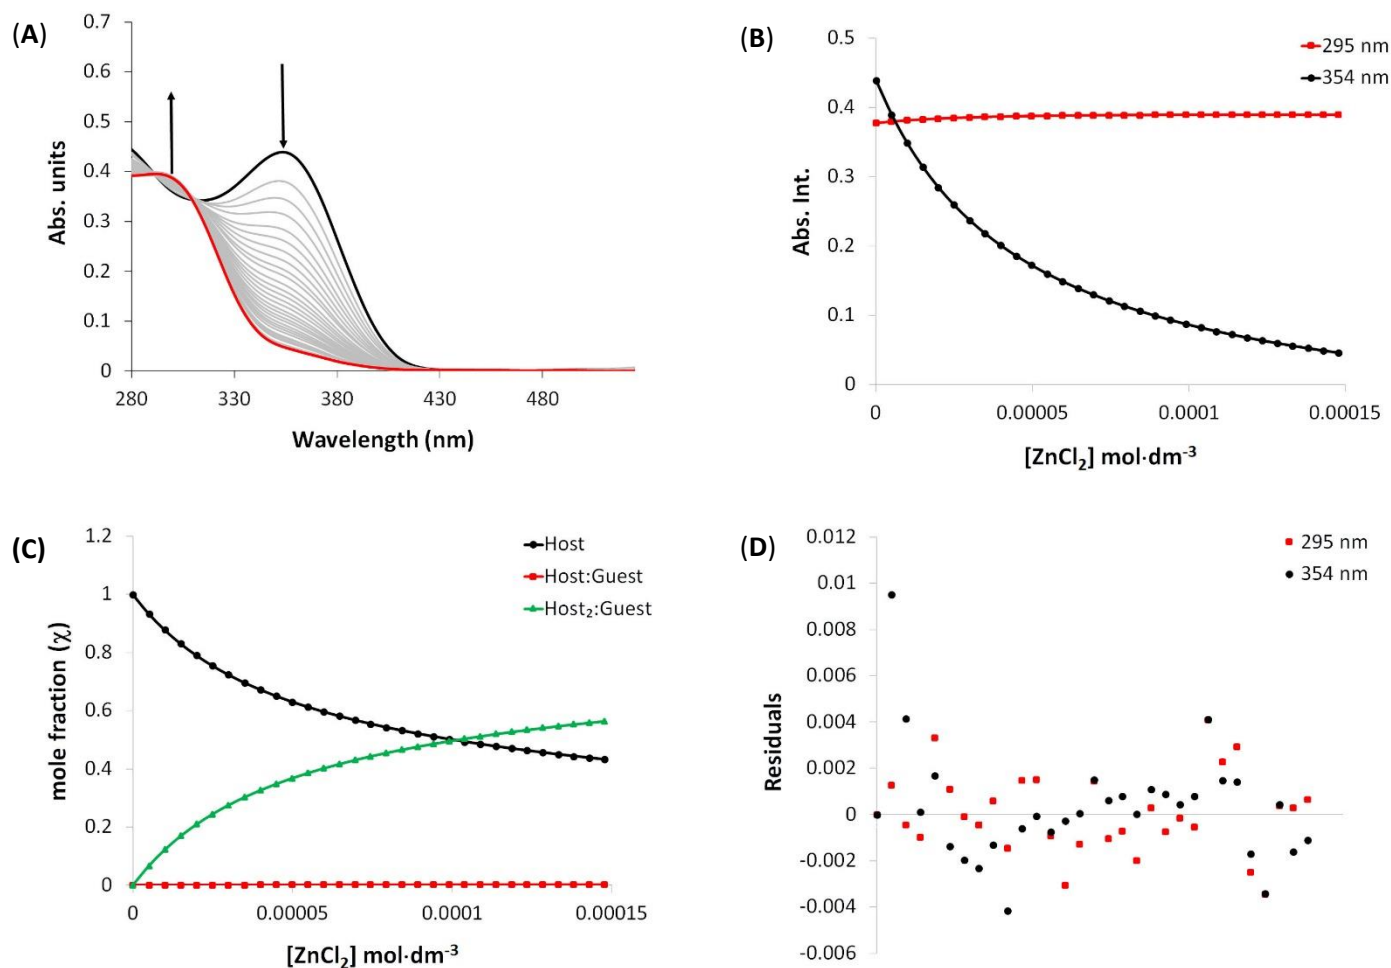 (A)
0.7
0.6
0.5
0.4
0.3
0.2
0.1
0
280 330 380 430 480
Abs. units
Wavelength (nm)
(B)
0.5
0.4
0.3
0.2
0.1
0
0 0.00005 0.0001 0.00015
Abs. Int.
[ZnCl₂] mol·dm⁻³
295 nm
354 nm
(C)
1.2
1
0.8
0.6
0.4
0.2
0
0 0.00005 0.0001 0.00015
mole fraction (χ)
[ZnCl₂] mol·dm⁻³
Host
Host:Guest
Host₂:Guest
(D)
0.012
0.01
0.008
0.006
0.004
0.002
0
-0.002
-0.004
-0.006
Residuals
295 nm
354 nm